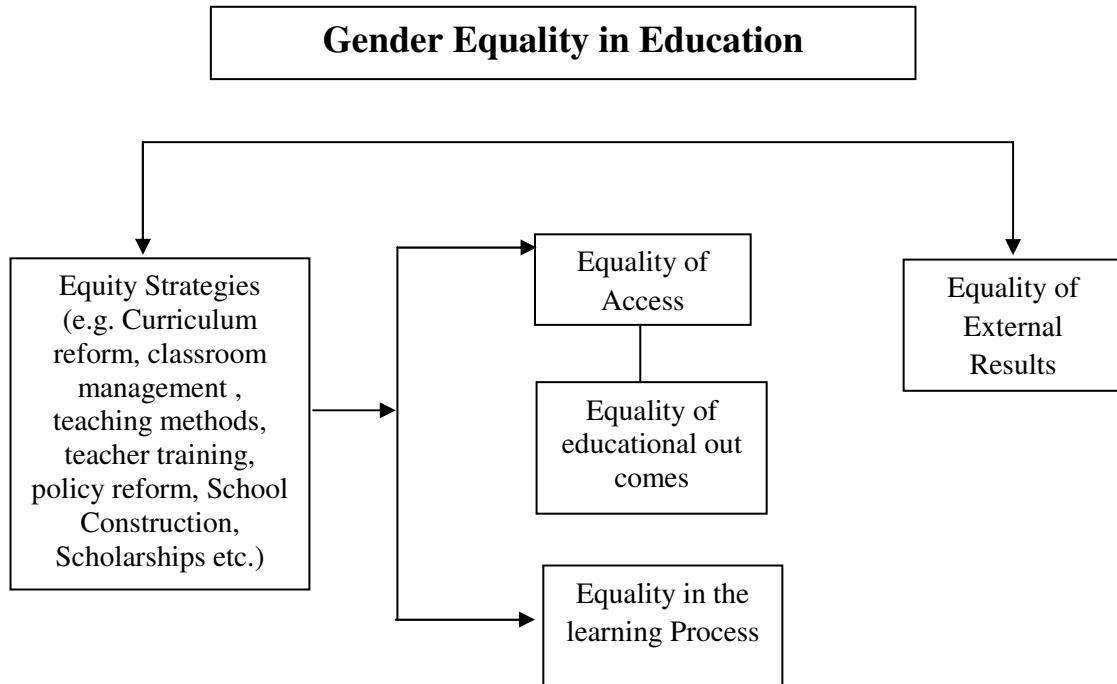 Gender Equality in Education
Equity Strategies
(e.g. Curriculum
reform, classroom
management ,
teaching methods,
teacher training,
policy reform, School
Construction,
Scholarships etc.)
Equality of
Access
Equality of
educational out
comes
Equality in the
learning Process
Equality of
External
Results